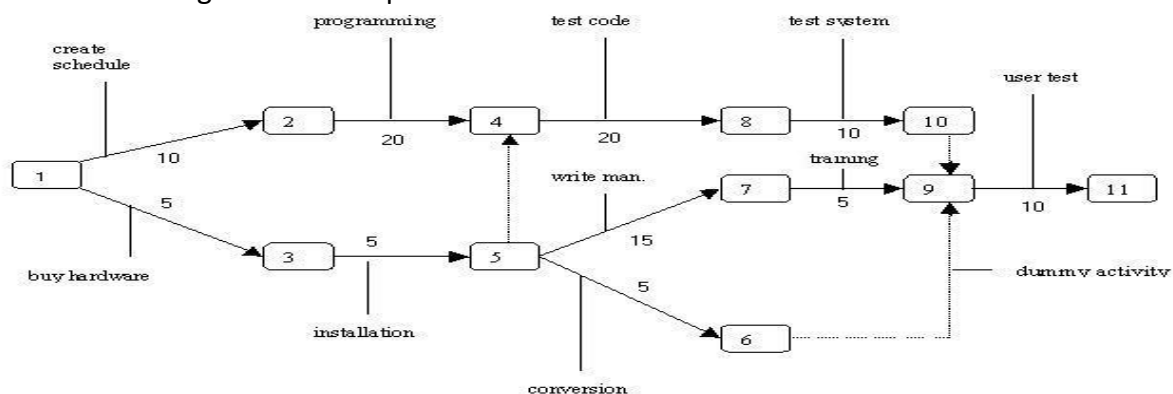 programming
test code
test system
create
schedule
user test
2
4
8
10
20
20
10
10
training
write man.
1
7
9
11
5
5
10
15
5
3
5
5
buy hardware
dummy activity
installation
6
conversion